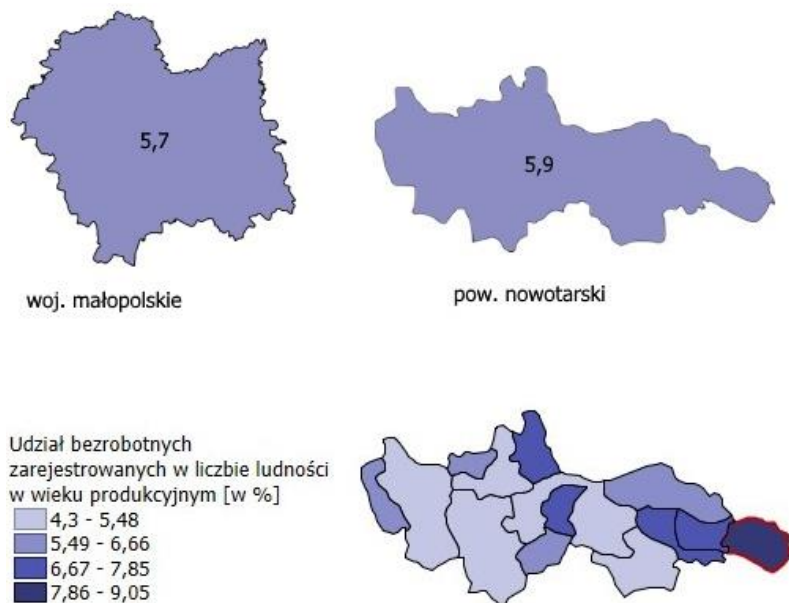 5,7
5,9
woj. małopolskie
pow. nowotarski
Udział bezrobotnych
zarejestrowanych w liczbie ludności
w wieku produkcyjnym [w %]
4,3 - 5,48
5,49 - 6,66
6,67 - 7,85
7,86 - 9,05